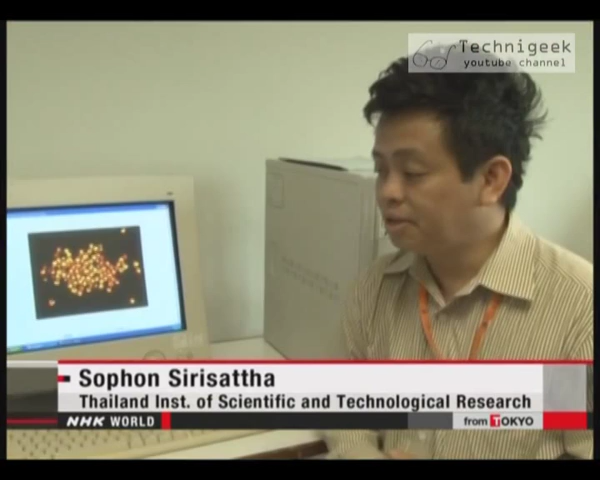 Technigeek
youtube channel
Sophon Sirisattha
Thailand Inst. of Scientific and Technological Research
NHK WORLD
from TOKYO